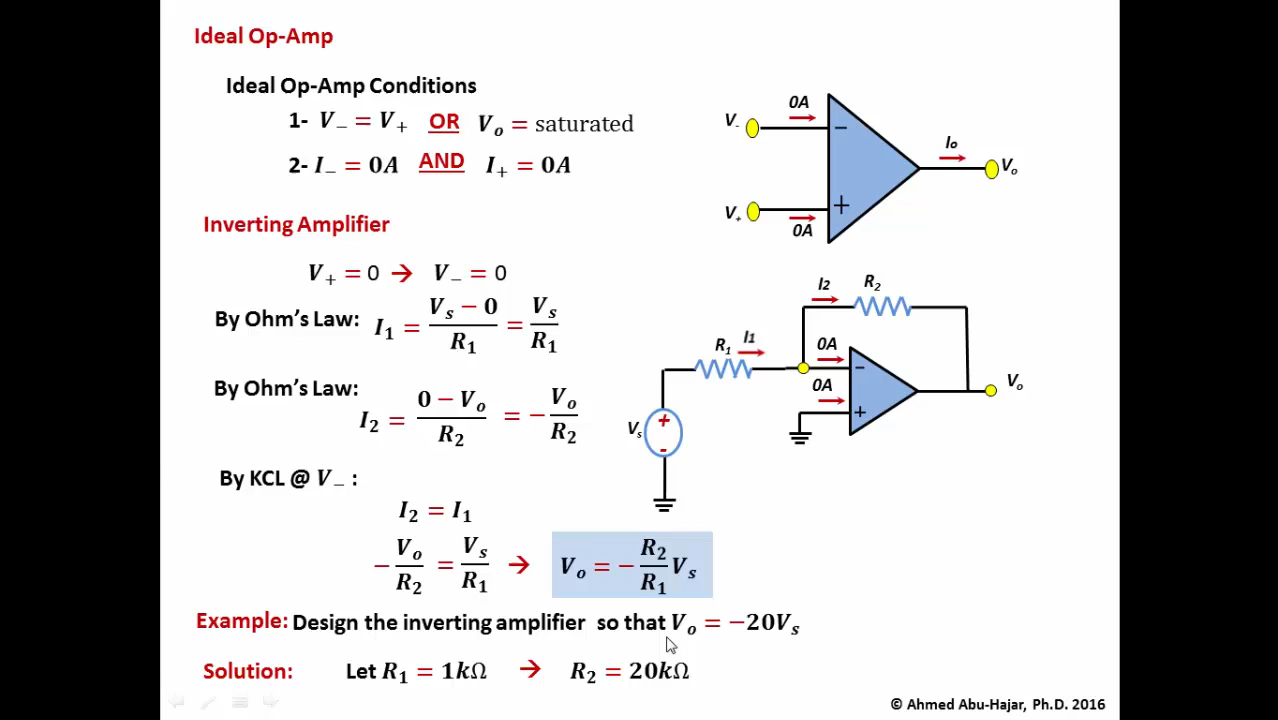 Ideal Op-Amp
Ideal Op-Amp Conditions
1- V₋ = V₊ OR Vₒ = saturated
2- I₋ = 0A AND I₊ = 0A
V₋
0A
−
Iₒ
Vₒ
V₊
0A
+
Inverting Amplifier
V₊ = 0 → V₋ = 0
By Ohm's Law: I₁ = (Vₛ − 0)/R₁ = Vₛ/R₁
By Ohm's Law: I₂ = (0 − Vₒ)/R₂ = −Vₒ/R₂
By KCL @ V₋ :
I₂ = I₁
−Vₒ/R₂ = Vₛ/R₁ → Vₒ = −(R₂/R₁)Vₛ
I2 R₂
R₁ I1
0A
−
0A
+
Vₒ
Vₛ
+
-
Example: Design the inverting amplifier so that Vₒ = −20Vₛ
Solution: Let R₁ = 1kΩ → R₂ = 20kΩ
© Ahmed Abu-Hajar, Ph.D. 2016